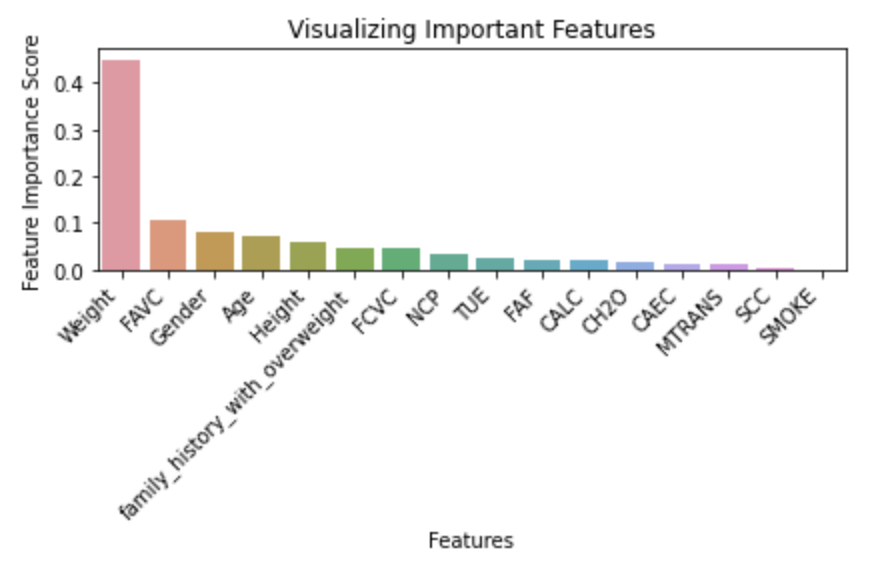 Visualizing Important Features
Feature Importance Score
0.4
0.3
0.2
0.1
0.0
Weight
FAVC
Gender
Age
Height
family_history_with_overweight
FCVC
NCP
TUE
FAF
CALC
CH2O
CAEC
MTRANS
SCC
SMOKE
Features